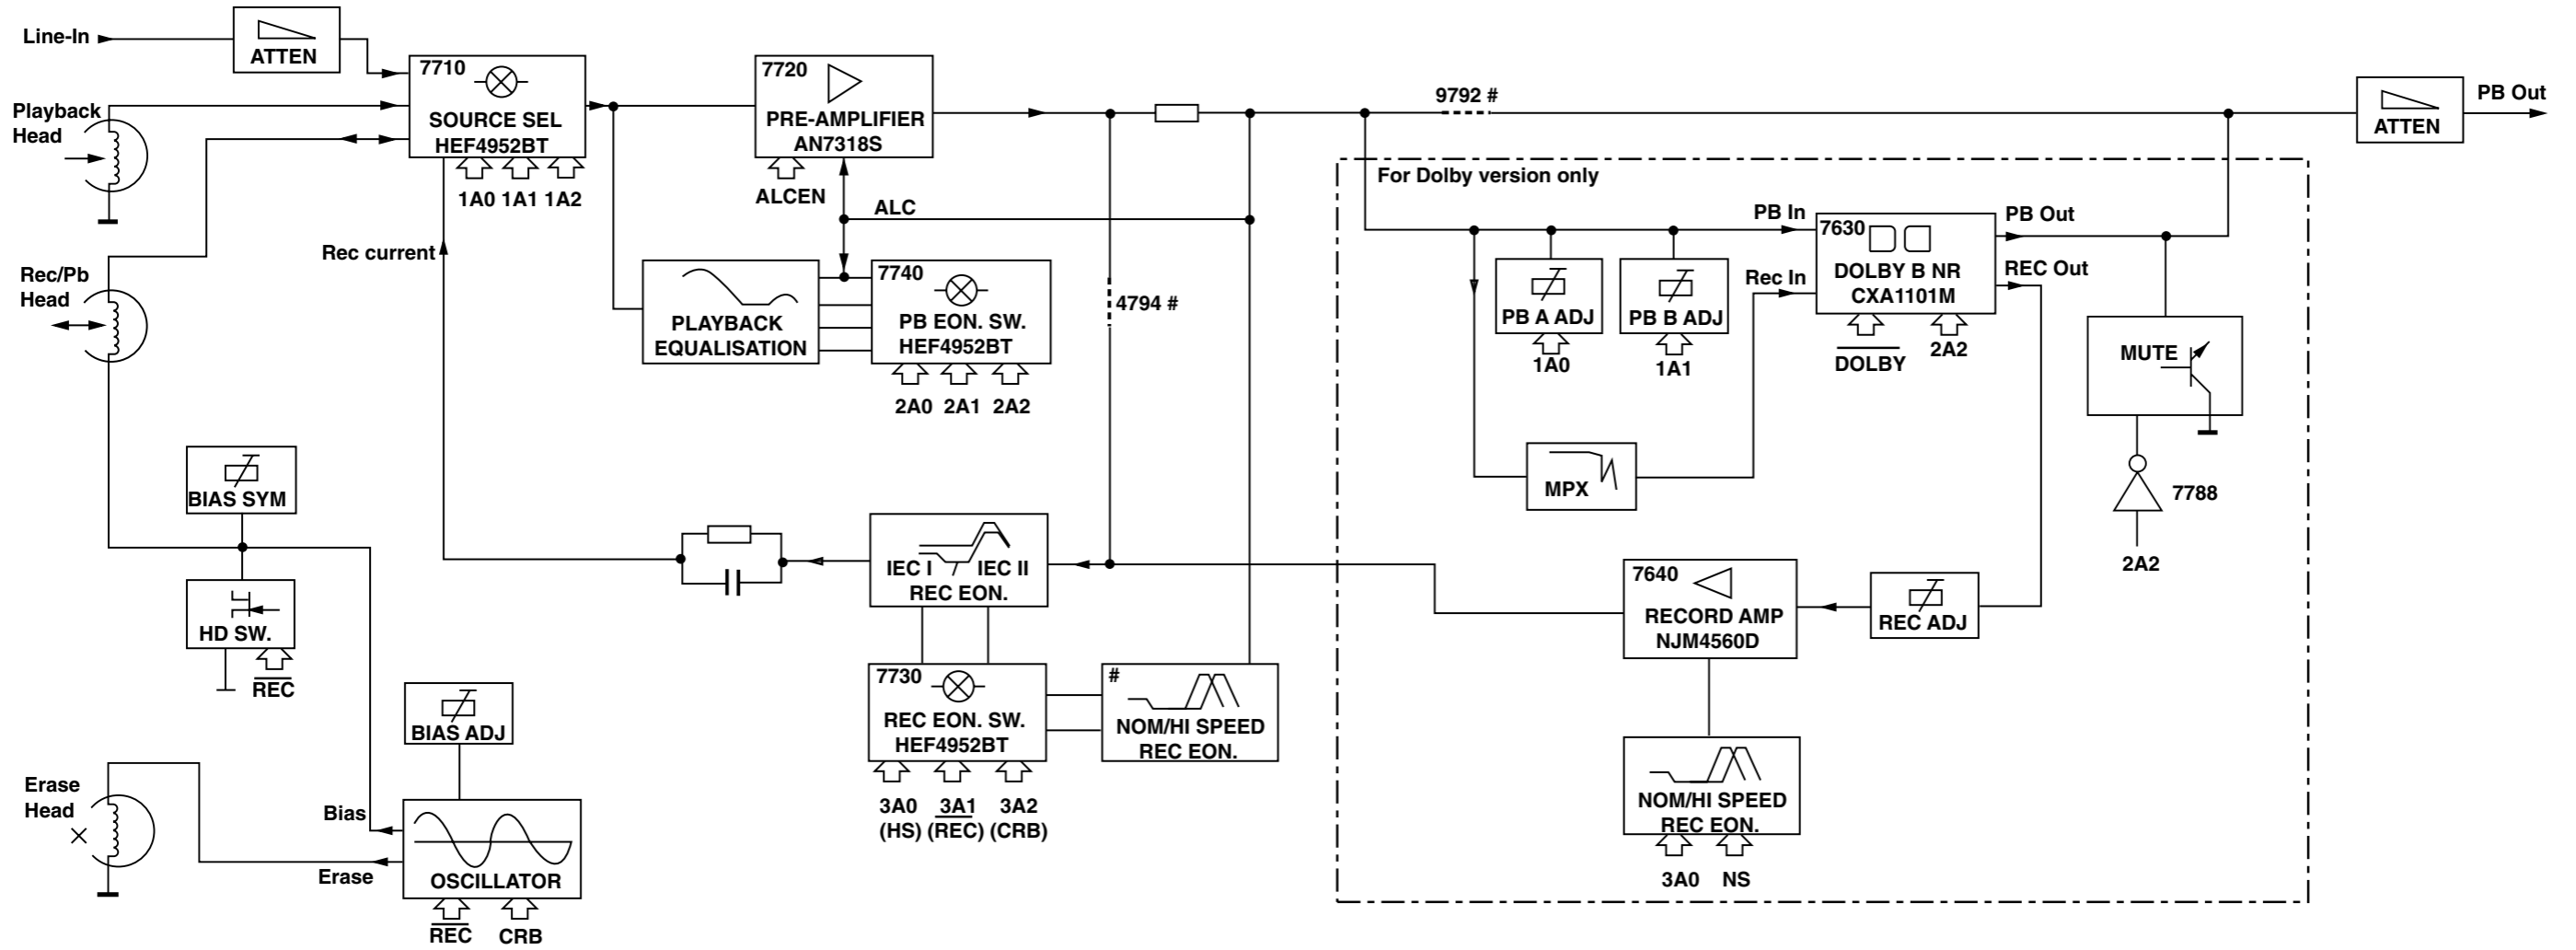 Line-In
ATTEN
7710
SOURCE SEL
HEF4952BT
1A0 1A1 1A2
7720
PRE-AMPLIFIER
AN7318S
ALCEN
ALC
9792 #
ATTEN
PB Out
Playback
Head
Rec/Pb
Head
Rec current
PLAYBACK
EQUALISATION
7740
PB EON. SW.
HEF4952BT
2A0 2A1 2A2
4794 #
For Dolby version only
PB In
Rec In
7630
DOLBY B NR
CXA1101M
PB Out
REC Out
DOLBY
2A2
PB A ADJ
1A0
PB B ADJ
1A1
MUTE
7788
2A2
MPX
BIAS SYM
HD SW.
REC
IEC I
IEC II
REC EON.
7730
REC EON. SW.
HEF4952BT
3A0 3A1 3A2
(HS) (REC) (CRB)
#
NOM/HI SPEED
REC EON.
7640
RECORD AMP
NJM4560D
REC ADJ
NOM/HI SPEED
REC EON.
3A0 NS
BIAS ADJ
Erase
Head
Bias
Erase
OSCILLATOR
REC CRB